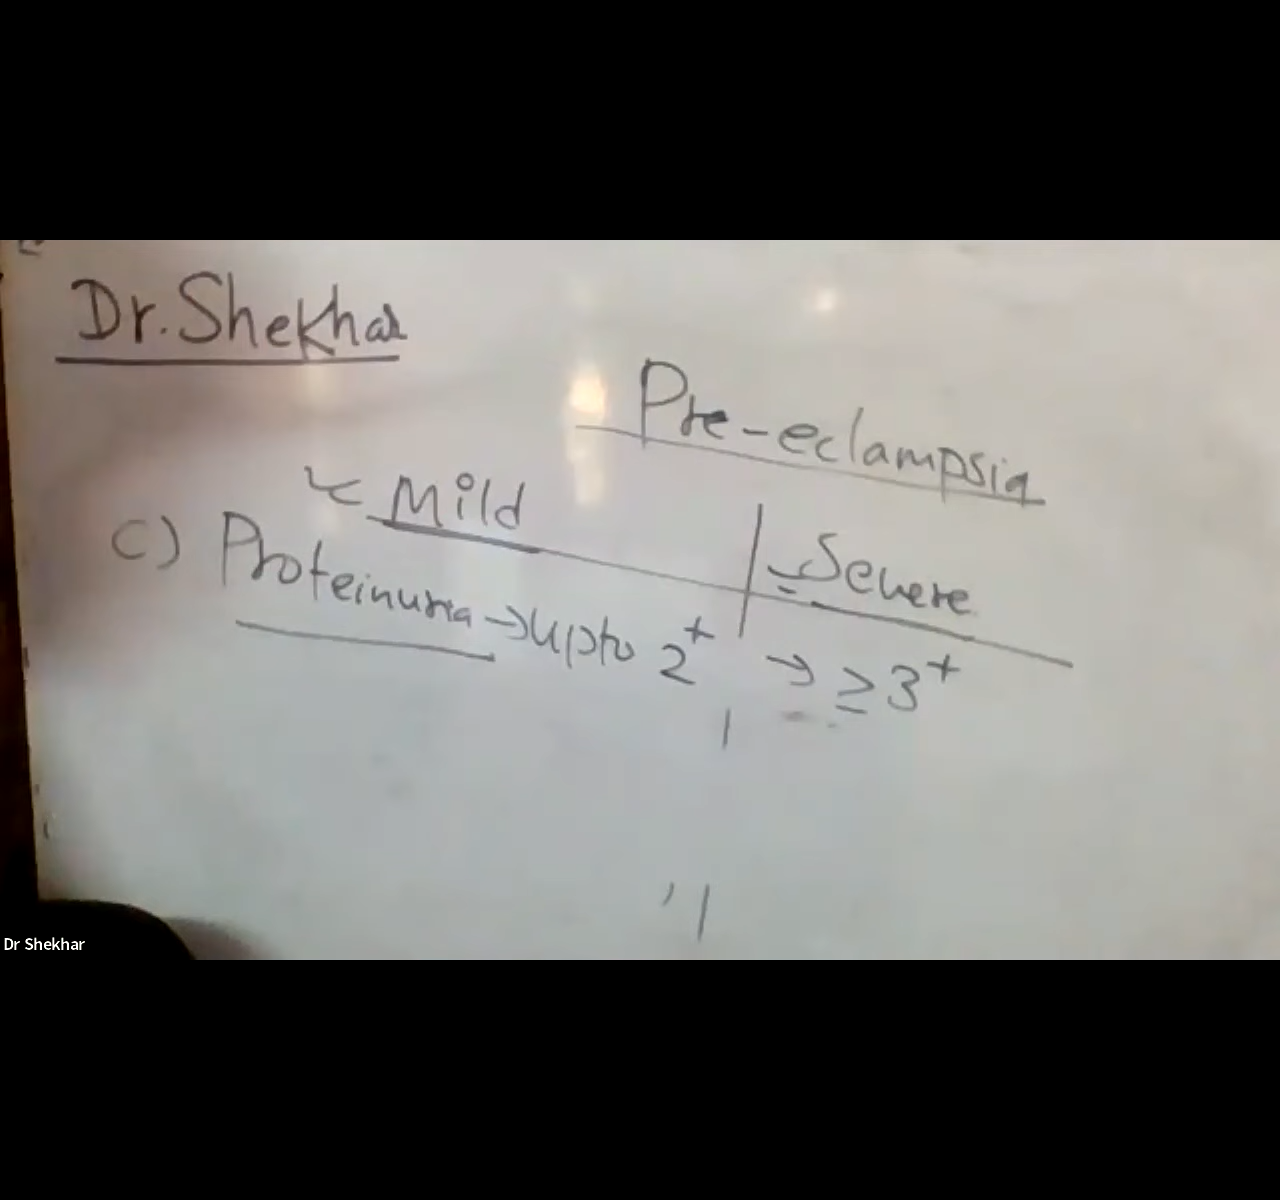 Dr. Shekhar
Pre-eclampsia
Mild
Severe
C) Proteinuria → upto 2+ → ≥3+
Dr Shekhar